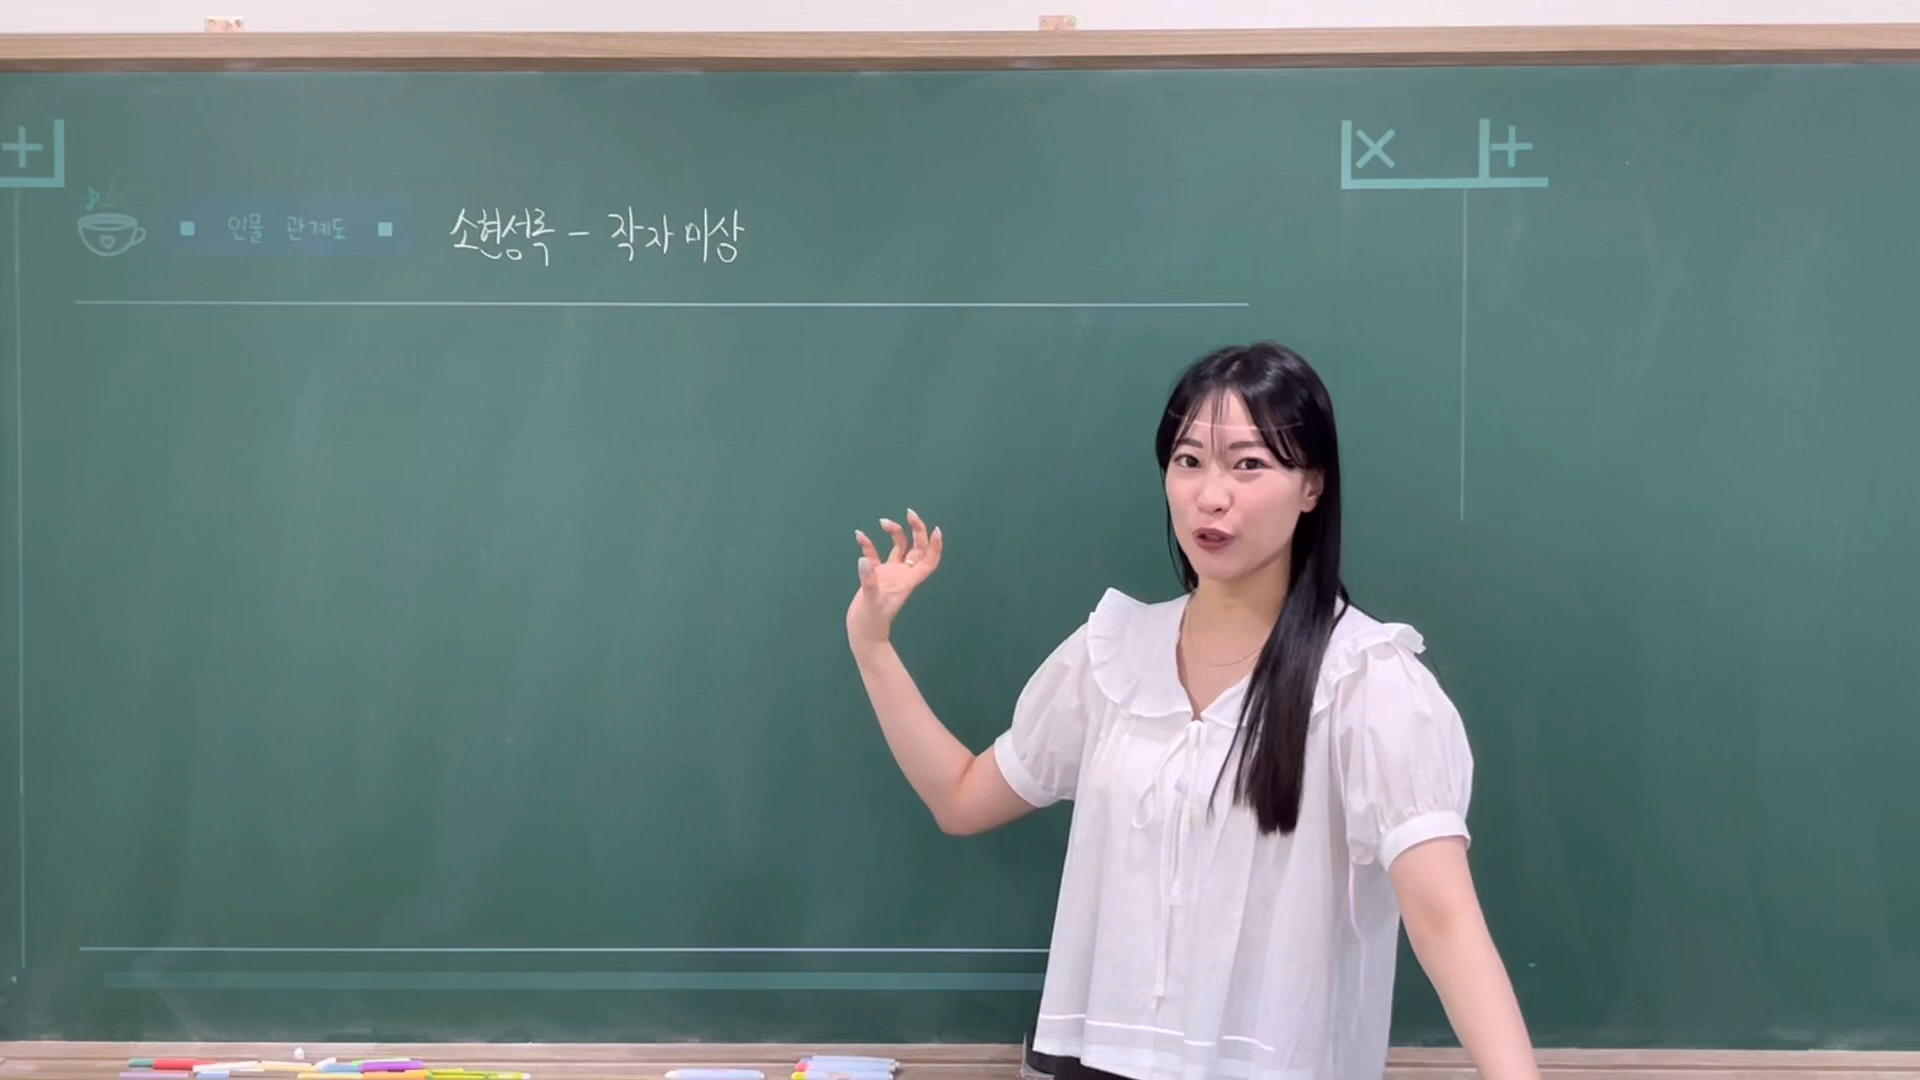 ■ 인물 관계도 ■ 소현성록 - 작자 미상
+
× +